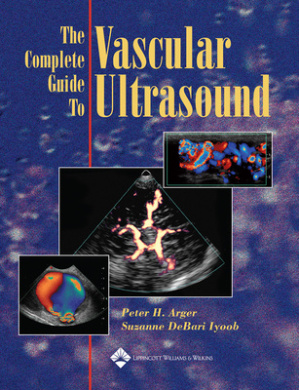 The
Complete
Guide
To
Vascular
Ultrasound
Peter H. Arger
Suzanne DeBari Iyoob
LIPPINCOTT WILLIAMS & WILKINS